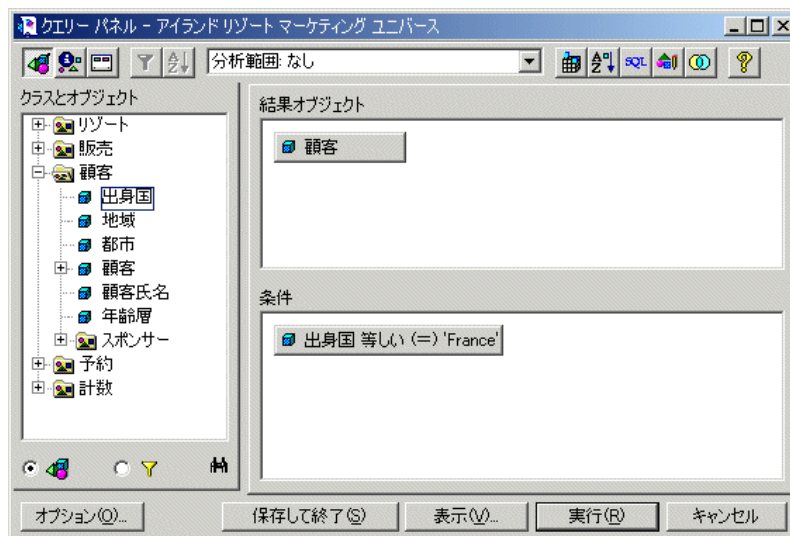 クエリー パネル - アイランド リゾート マーケティング ユニバース
分析範囲: なし
SQL
クラスとオブジェクト
リゾート
販売
顧客
出身国
地域
都市
顧客
顧客氏名
年齢層
スポンサー
予約
計数
結果オブジェクト
顧客
条件
出身国 等しい (=) 'France'
オプション(O)...
保存して終了(S)
表示(V)...
実行(R)
キャンセル